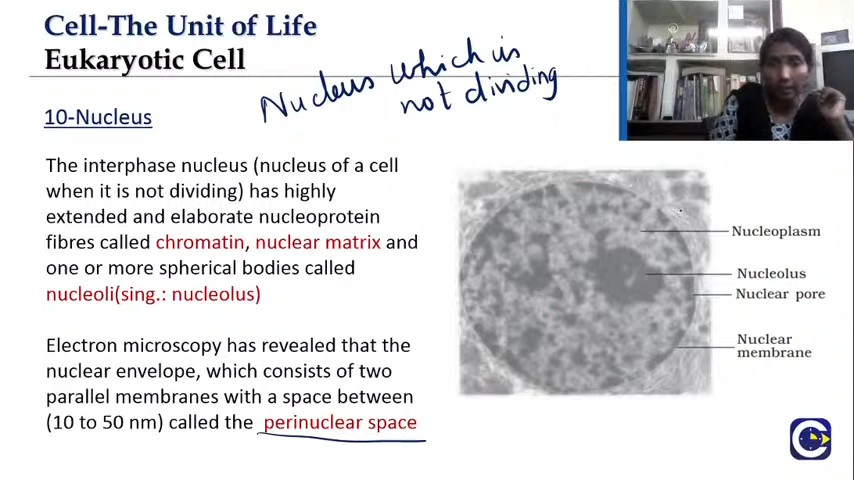 Cell-The Unit of Life
Eukaryotic Cell
Nucleus which is
not dividing
10-Nucleus
The interphase nucleus (nucleus of a cell
when it is not dividing) has highly
extended and elaborate nucleoprotein
fibres called chromatin, nuclear matrix and
one or more spherical bodies called
nucleoli(sing.: nucleolus)
Electron microscopy has revealed that the
nuclear envelope, which consists of two
parallel membranes with a space between
(10 to 50 nm) called the perinuclear space
Nucleoplasm
Nucleolus
Nuclear pore
Nuclear
membrane